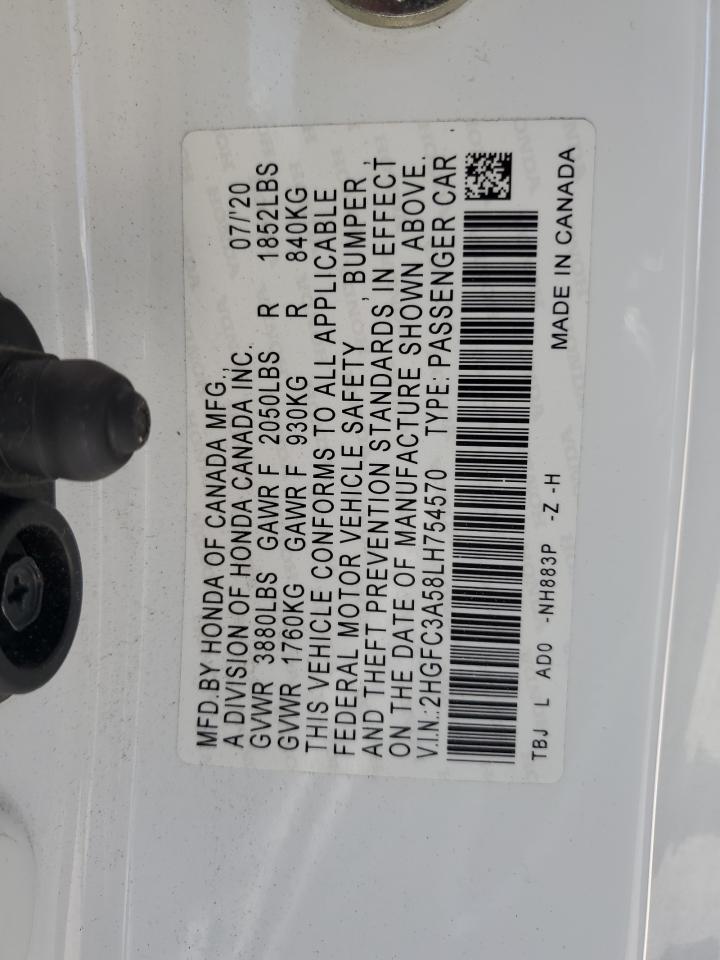 MFD.BY HONDA OF CANADA MFG., 07/'20
A DIVISION OF HONDA CANADA INC.
GVWR 3880LBS GAWR F 2050LBS R 1852LBS
GVWR 1760KG GAWR F 930KG R 840KG
THIS VEHICLE CONFORMS TO ALL APPLICABLE
FEDERAL MOTOR VEHICLE SAFETY, BUMPER,
AND THEFT PREVENTION STANDARDS, IN EFFECT
ON THE DATE OF MANUFACTURE SHOWN ABOVE.
V.I.N.:2HGFC3A58LH754570 TYPE: PASSENGER CAR
TBJ L AD0 -NH883P -Z -H
MADE IN CANADA